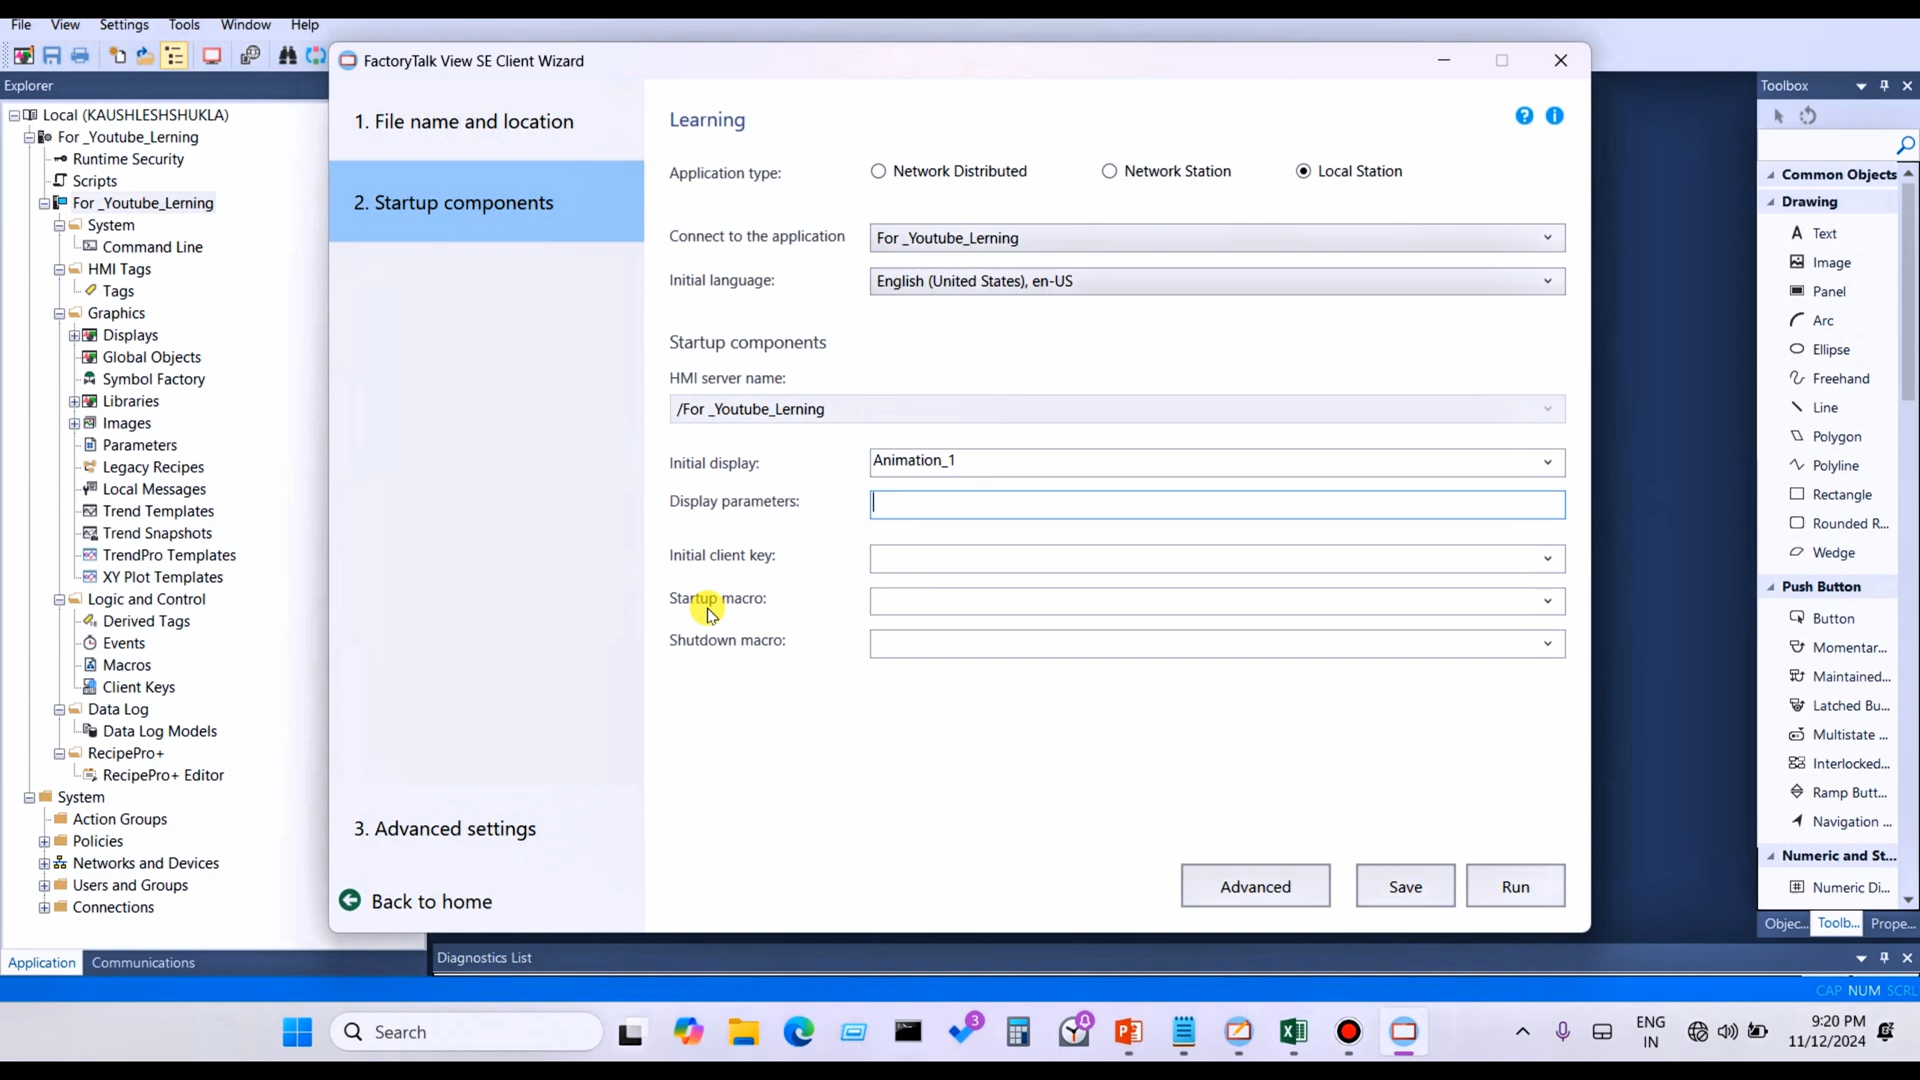 File View Settings Tools Window Help
Explorer
Local (KAUSHLESHSHUKLA)
For _Youtube_Lerning
Runtime Security
Scripts
For _Youtube_Lerning
System
Command Line
HMI Tags
Tags
Graphics
Displays
Global Objects
Symbol Factory
Libraries
Images
Parameters
Legacy Recipes
Local Messages
Trend Templates
Trend Snapshots
TrendPro Templates
XY Plot Templates
Logic and Control
Derived Tags
Events
Macros
Client Keys
Data Log
Data Log Models
RecipePro+
RecipePro+ Editor
System
Action Groups
Policies
Networks and Devices
Users and Groups
Connections
Application Communications
FactoryTalk View SE Client Wizard
1. File name and location
2. Startup components
3. Advanced settings
Back to home
Learning
Application type: Network Distributed Network Station Local Station
Connect to the application For _Youtube_Lerning
Initial language: English (United States), en-US
Startup components
HMI server name:
/For _Youtube_Lerning
Initial display: Animation_1
Display parameters:
Initial client key:
Startup macro:
Shutdown macro:
Advanced Save Run
Diagnostics List
Toolbox
Common Objects
Drawing
Text
Image
Panel
Arc
Ellipse
Freehand
Line
Polygon
Polyline
Rectangle
Rounded R...
Wedge
Push Button
Button
Momentar...
Maintained...
Latched Bu...
Multistate ...
Interlocked...
Ramp Butt...
Navigation ...
Numeric and St...
Numeric Di...
Objec... Toolb... Prope...
CAP NUM SCRL
Search
3
ENG
IN
9:20 PM
11/12/2024